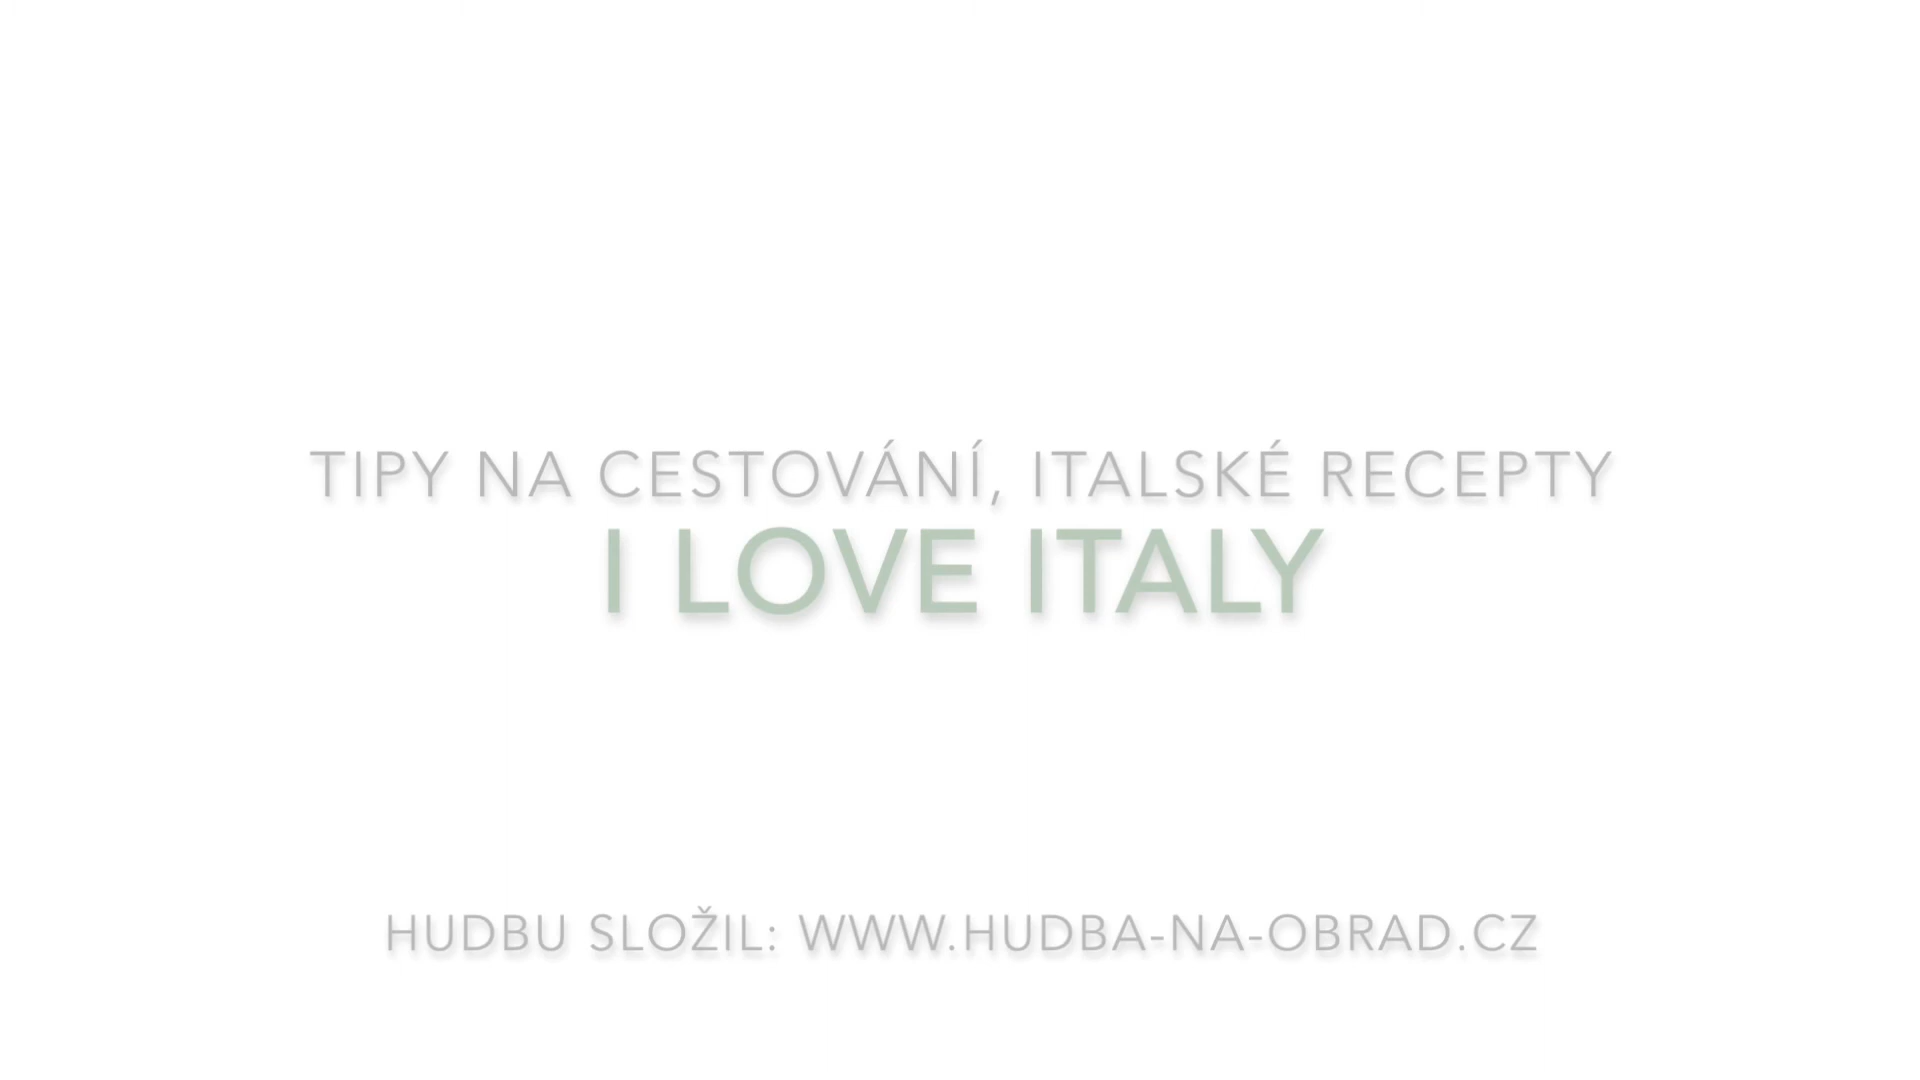 TIPY NA CESTOVÁNÍ, ITALSKÉ RECEPTY
I LOVE ITALY
HUDBU SLOŽIL: WWW.HUDBA-NA-OBRAD.CZ